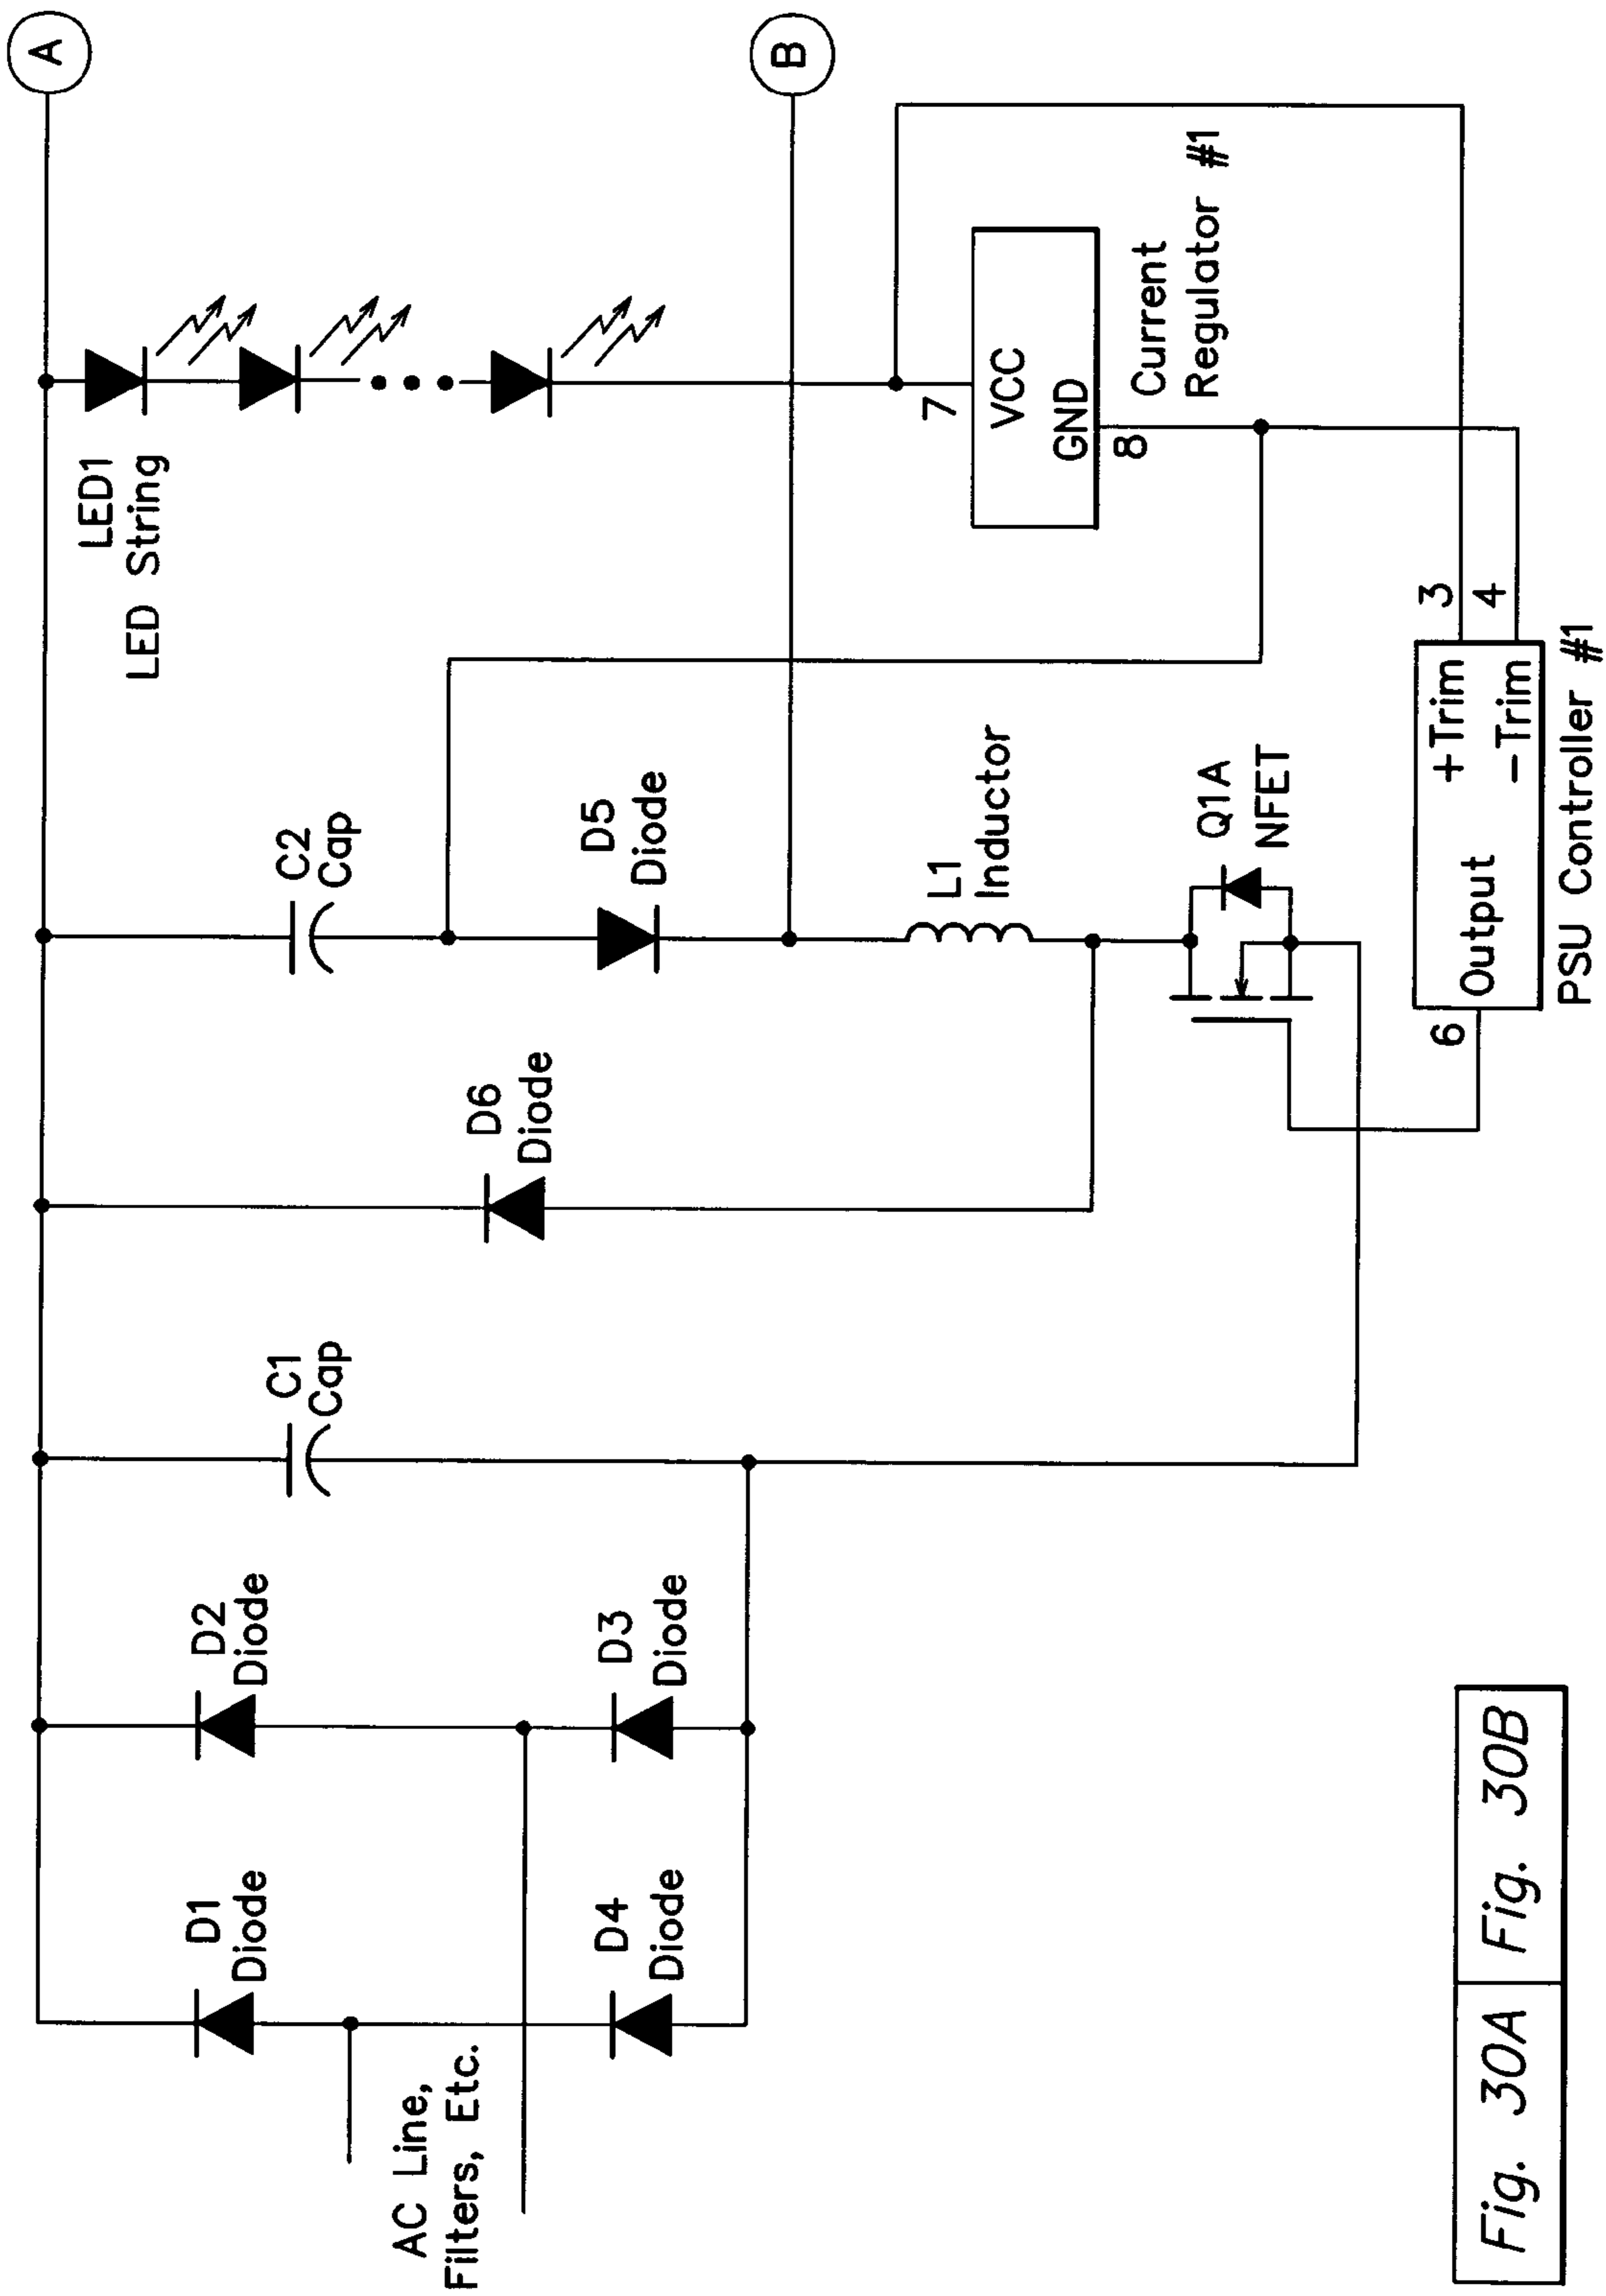 A
LED1
LED String
C2
Cap
D6
Diode
C1
Cap
D2
Diode
D1
Diode
D5
Diode
D3
Diode
D4
Diode
AC Line,
Filters, Etc.
B
7
VCC
GND
8
Current
Regulator #1
L1
Inductor
Q1A
NFET
3
4
+Trim
−Trim
Output
6
PSU Controller #1
Fig. 30A
Fig. 30B